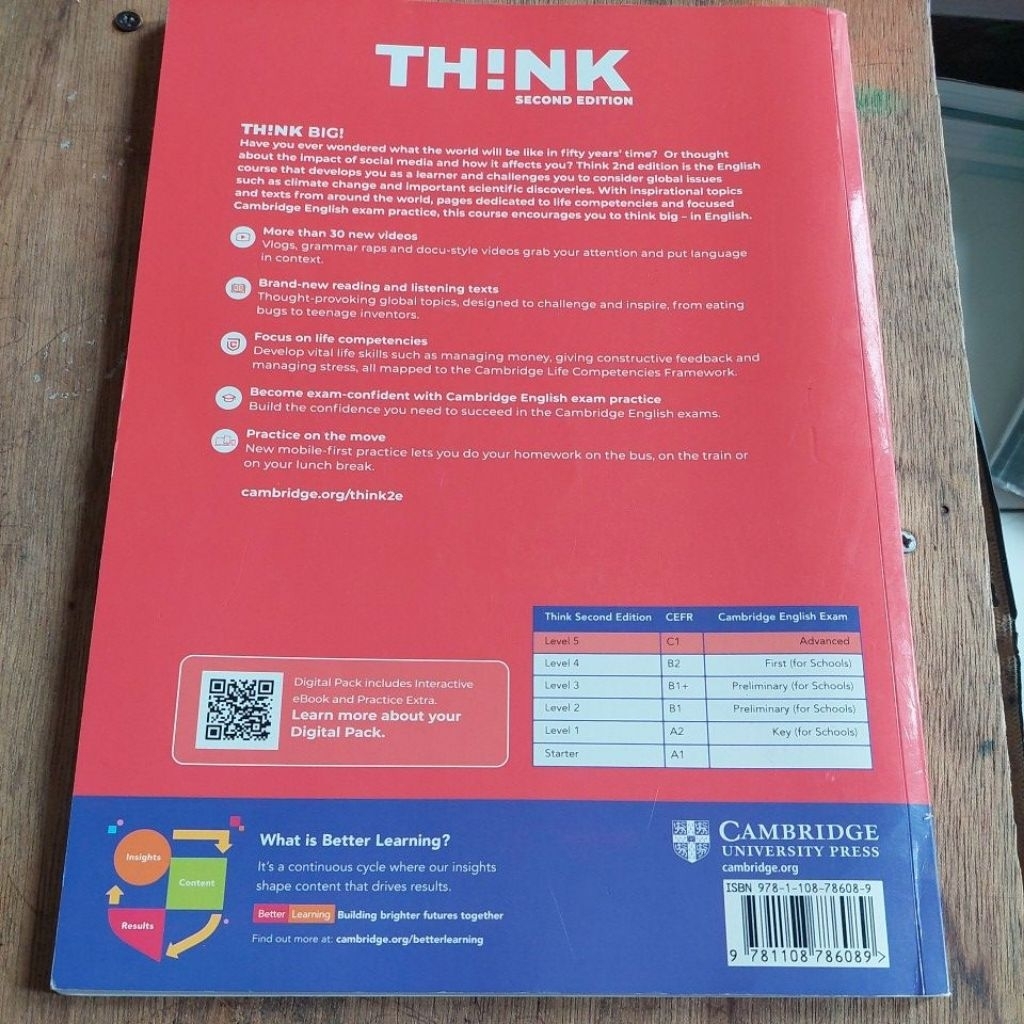 TH!NK
SECOND EDITION
TH!NK BIG!
Have you ever wondered what the world will be like in fifty years' time? Or thought
about the impact of social media and how it affects you? Think 2nd edition is the English
course that develops you as a learner and challenges you to consider global issues
such as climate change and important scientific discoveries. With inspirational topics
and texts from around the world, pages dedicated to life competencies and focused
Cambridge English exam practice, this course encourages you to think big – in English.
More than 30 new videos
Vlogs, grammar raps and docu-style videos grab your attention and put language
in context.
Brand-new reading and listening texts
Thought-provoking global topics, designed to challenge and inspire, from eating
bugs to teenage inventors.
Focus on life competencies
Develop vital life skills such as managing money, giving constructive feedback and
managing stress, all mapped to the Cambridge Life Competencies Framework.
Become exam-confident with Cambridge English exam practice
Build the confidence you need to succeed in the Cambridge English exams.
Practice on the move
New mobile-first practice lets you do your homework on the bus, on the train or
on your lunch break.
cambridge.org/think2e
Think Second Edition CEFR Cambridge English Exam
Level 5 C1 Advanced
Level 4 B2 First (for Schools)
Level 3 B1+ Preliminary (for Schools)
Level 2 B1 Preliminary (for Schools)
Level 1 A2 Key (for Schools)
Starter A1
Digital Pack includes Interactive
eBook and Practice Extra.
Learn more about your
Digital Pack.
Insights
Content
Results
What is Better Learning?
It's a continuous cycle where our insights
shape content that drives results.
Better Learning Building brighter futures together
Find out more at: cambridge.org/betterlearning
CAMBRIDGE
UNIVERSITY PRESS
cambridge.org
ISBN 978-1-108-78608-9
9 781108 786089 >